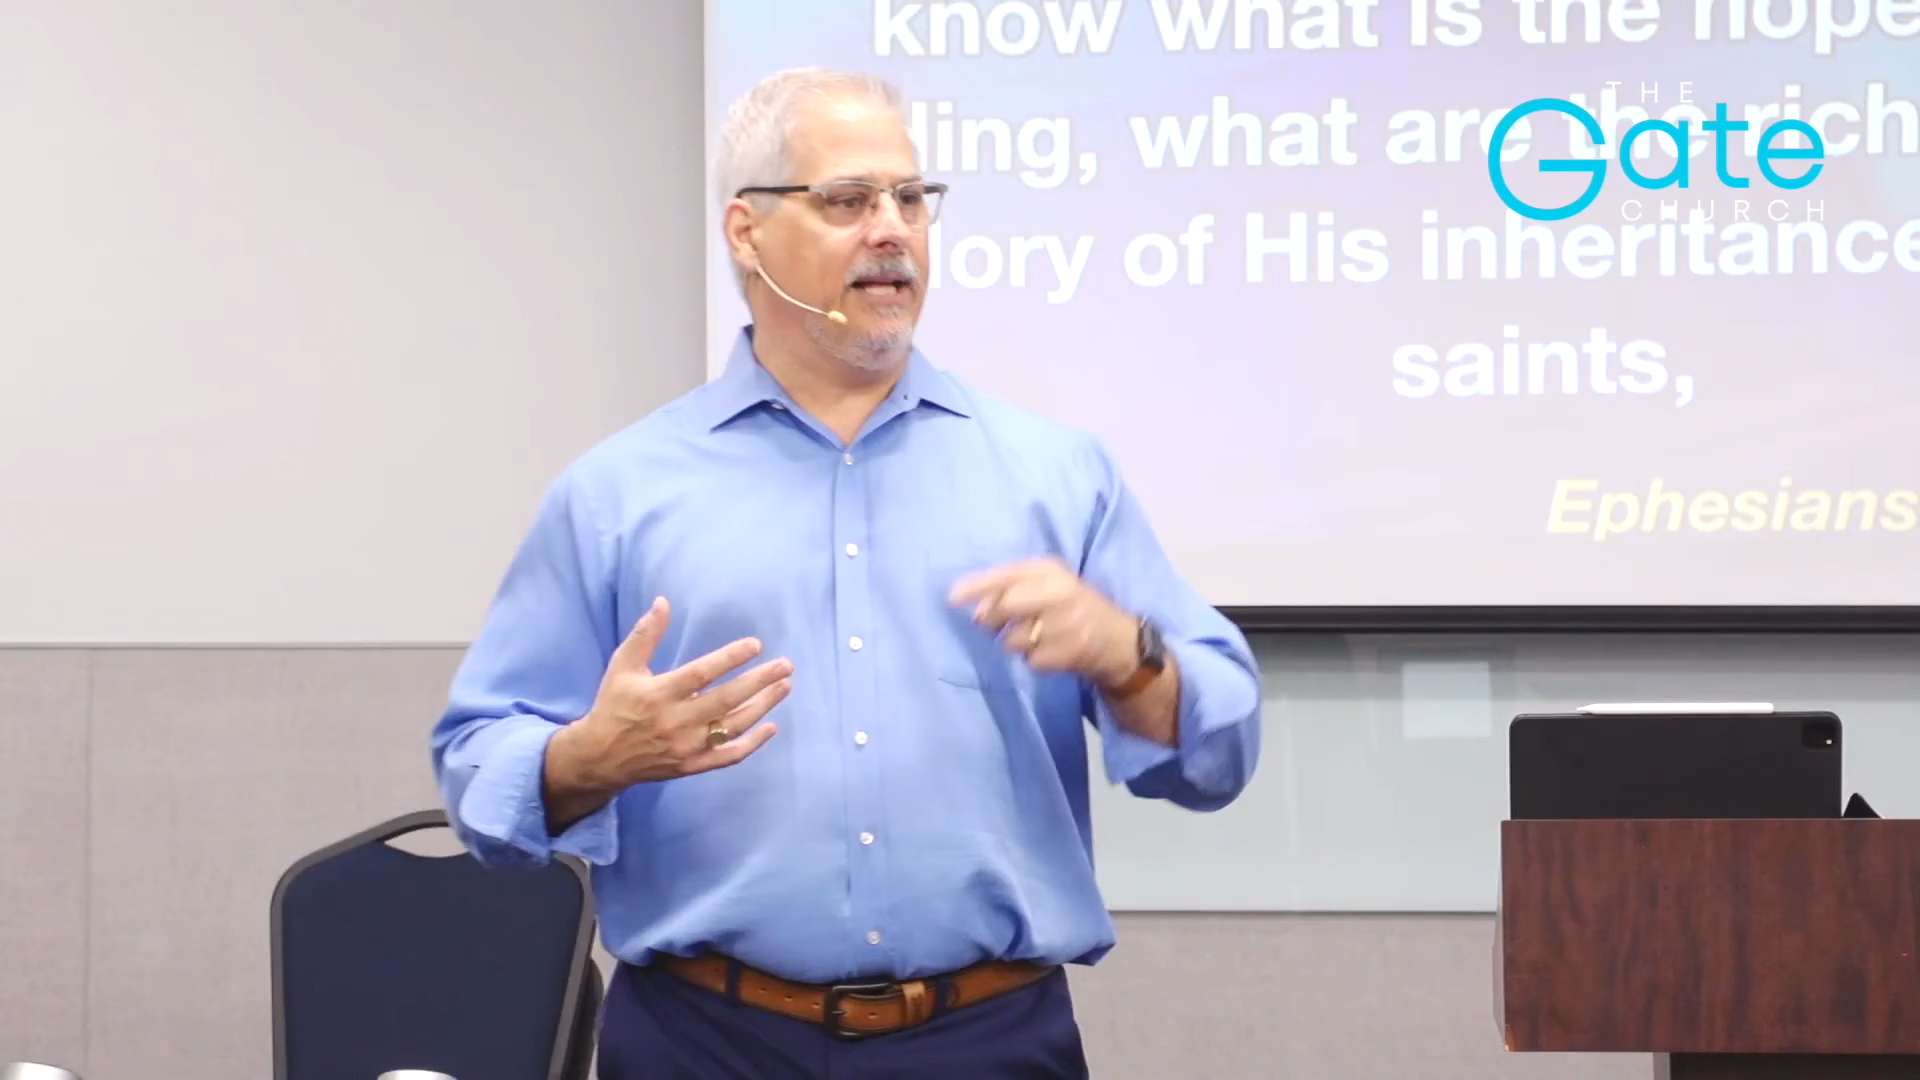 know what is the hope
ling, what are the rich
lory of His inheritance
saints,
Ephesians
THE
Gate
CHURCH